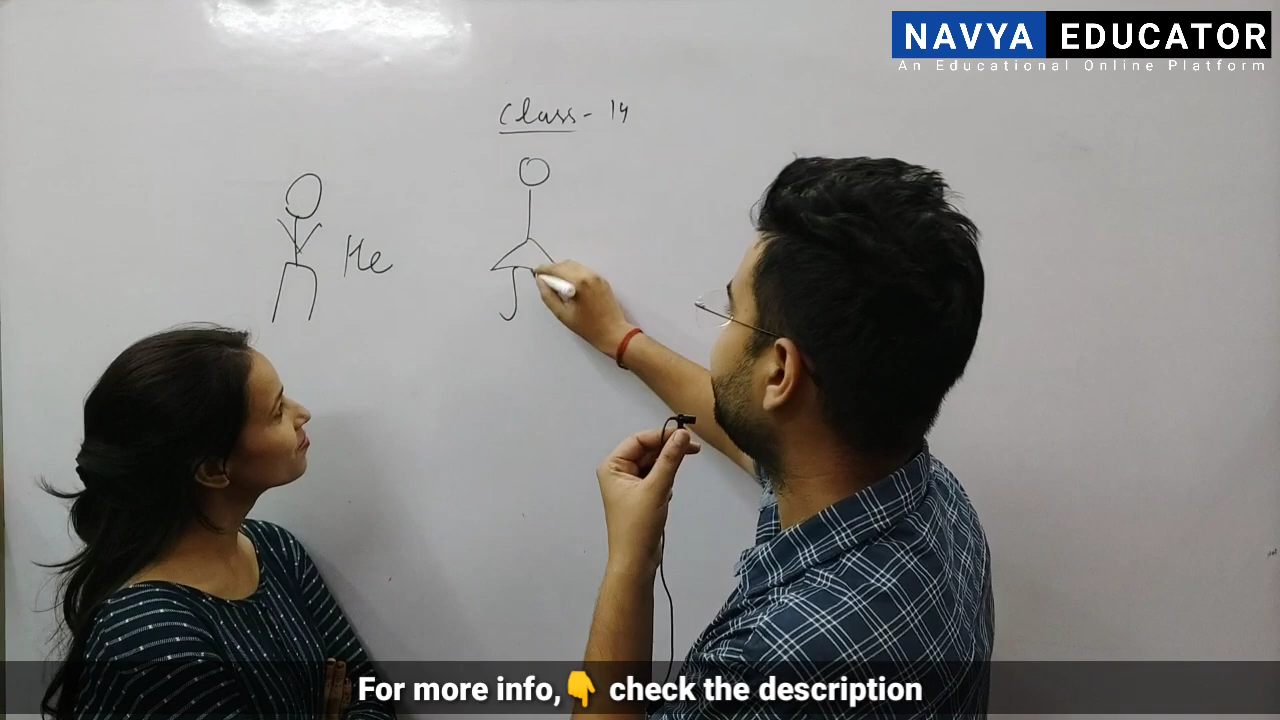 NAVYA EDUCATOR
An Educational Online Platform
Class - 14
He
For more info,👇 check the description